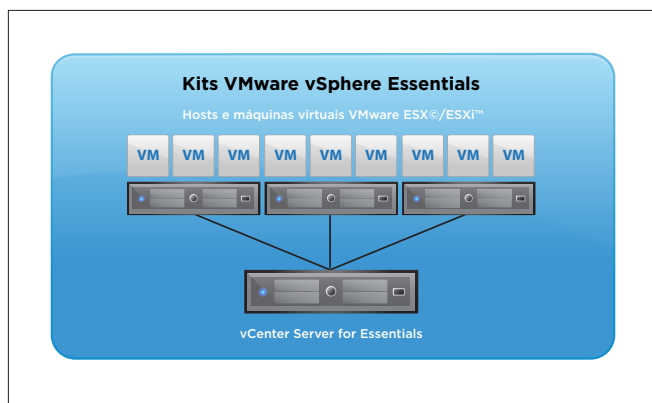 Kits VMware vSphere Essentials
Hosts e máquinas virtuais VMware ESX©/ESXi™
VM VM VM VM VM VM VM VM VM
vCenter Server for Essentials